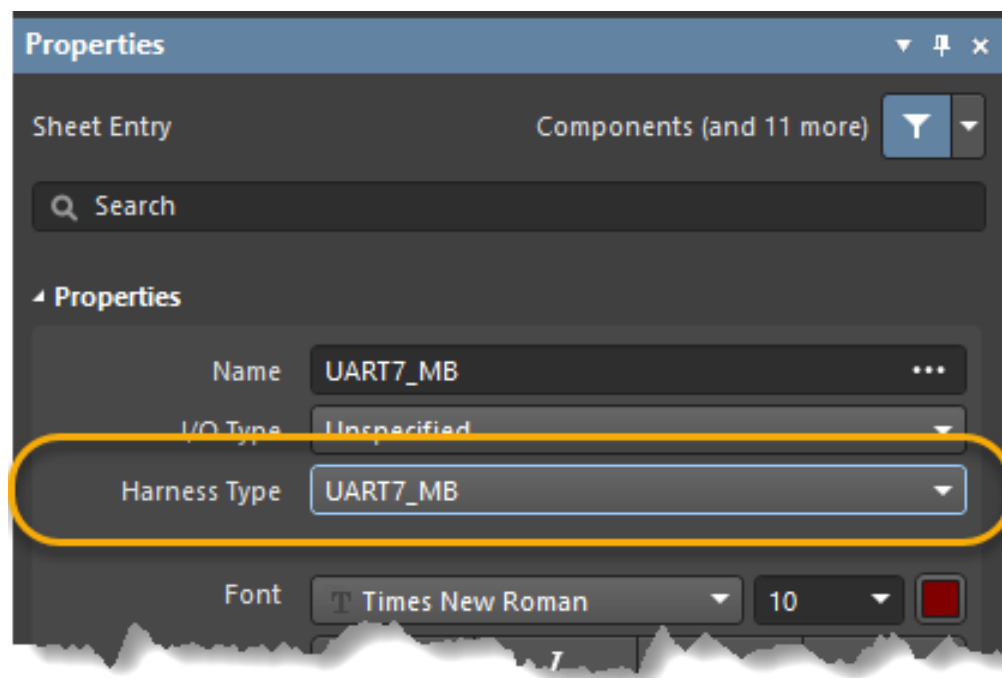 Properties
Sheet Entry Components (and 11 more)
Search
Properties
Name UART7_MB ...
I/O Type Unspecified
Harness Type UART7_MB
Font T Times New Roman 10
I